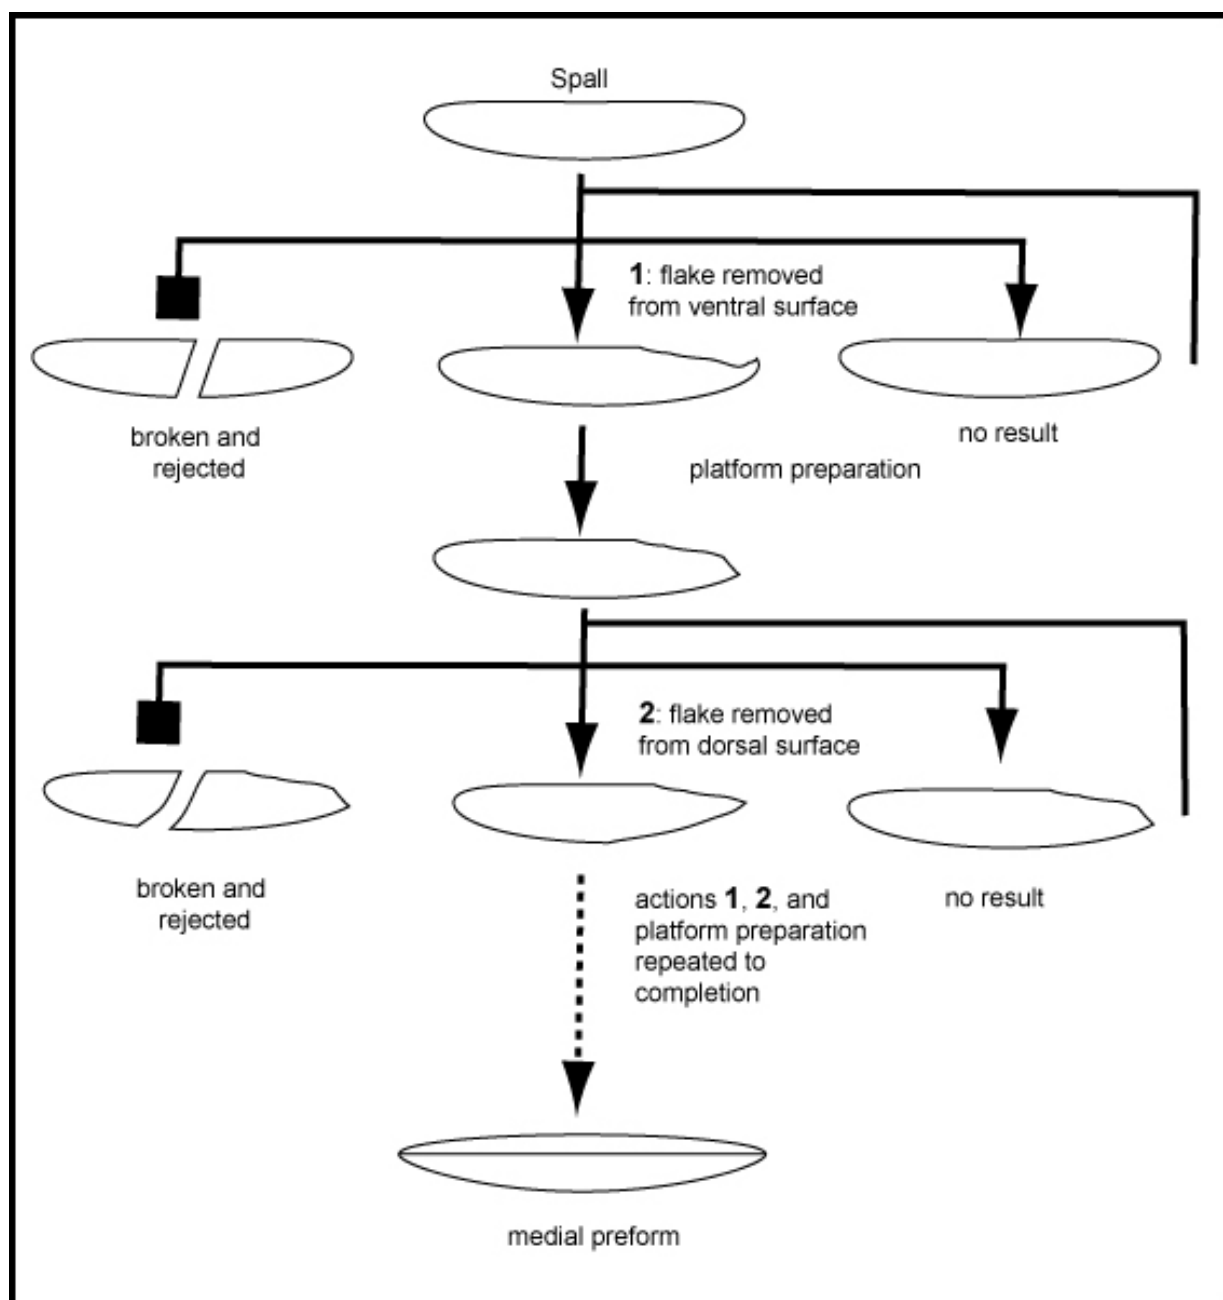 Spall
1: flake removed
from ventral surface
broken and
rejected
no result
platform preparation
2: flake removed
from dorsal surface
broken and
rejected
actions 1, 2, and
platform preparation
repeated to
completion
no result
medial preform